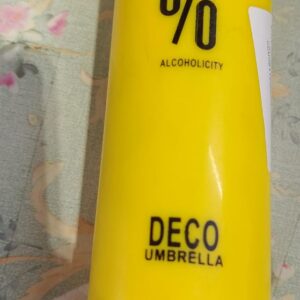 %
ALCOHOLICITY
DECO
UMBRELLA